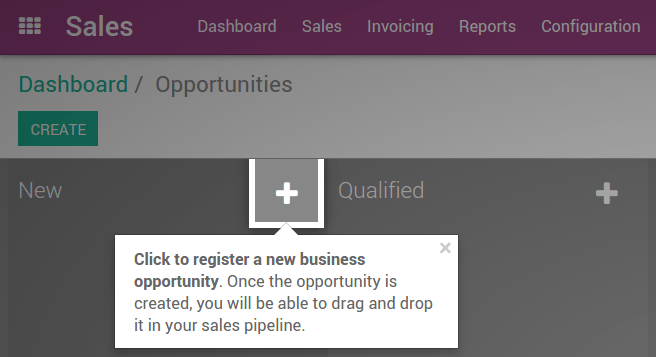 Sales Dashboard Sales Invoicing Reports Configuration
Dashboard / Opportunities
CREATE
New Qualified
Click to register a new business
opportunity. Once the opportunity is
created, you will be able to drag and drop
it in your sales pipeline.